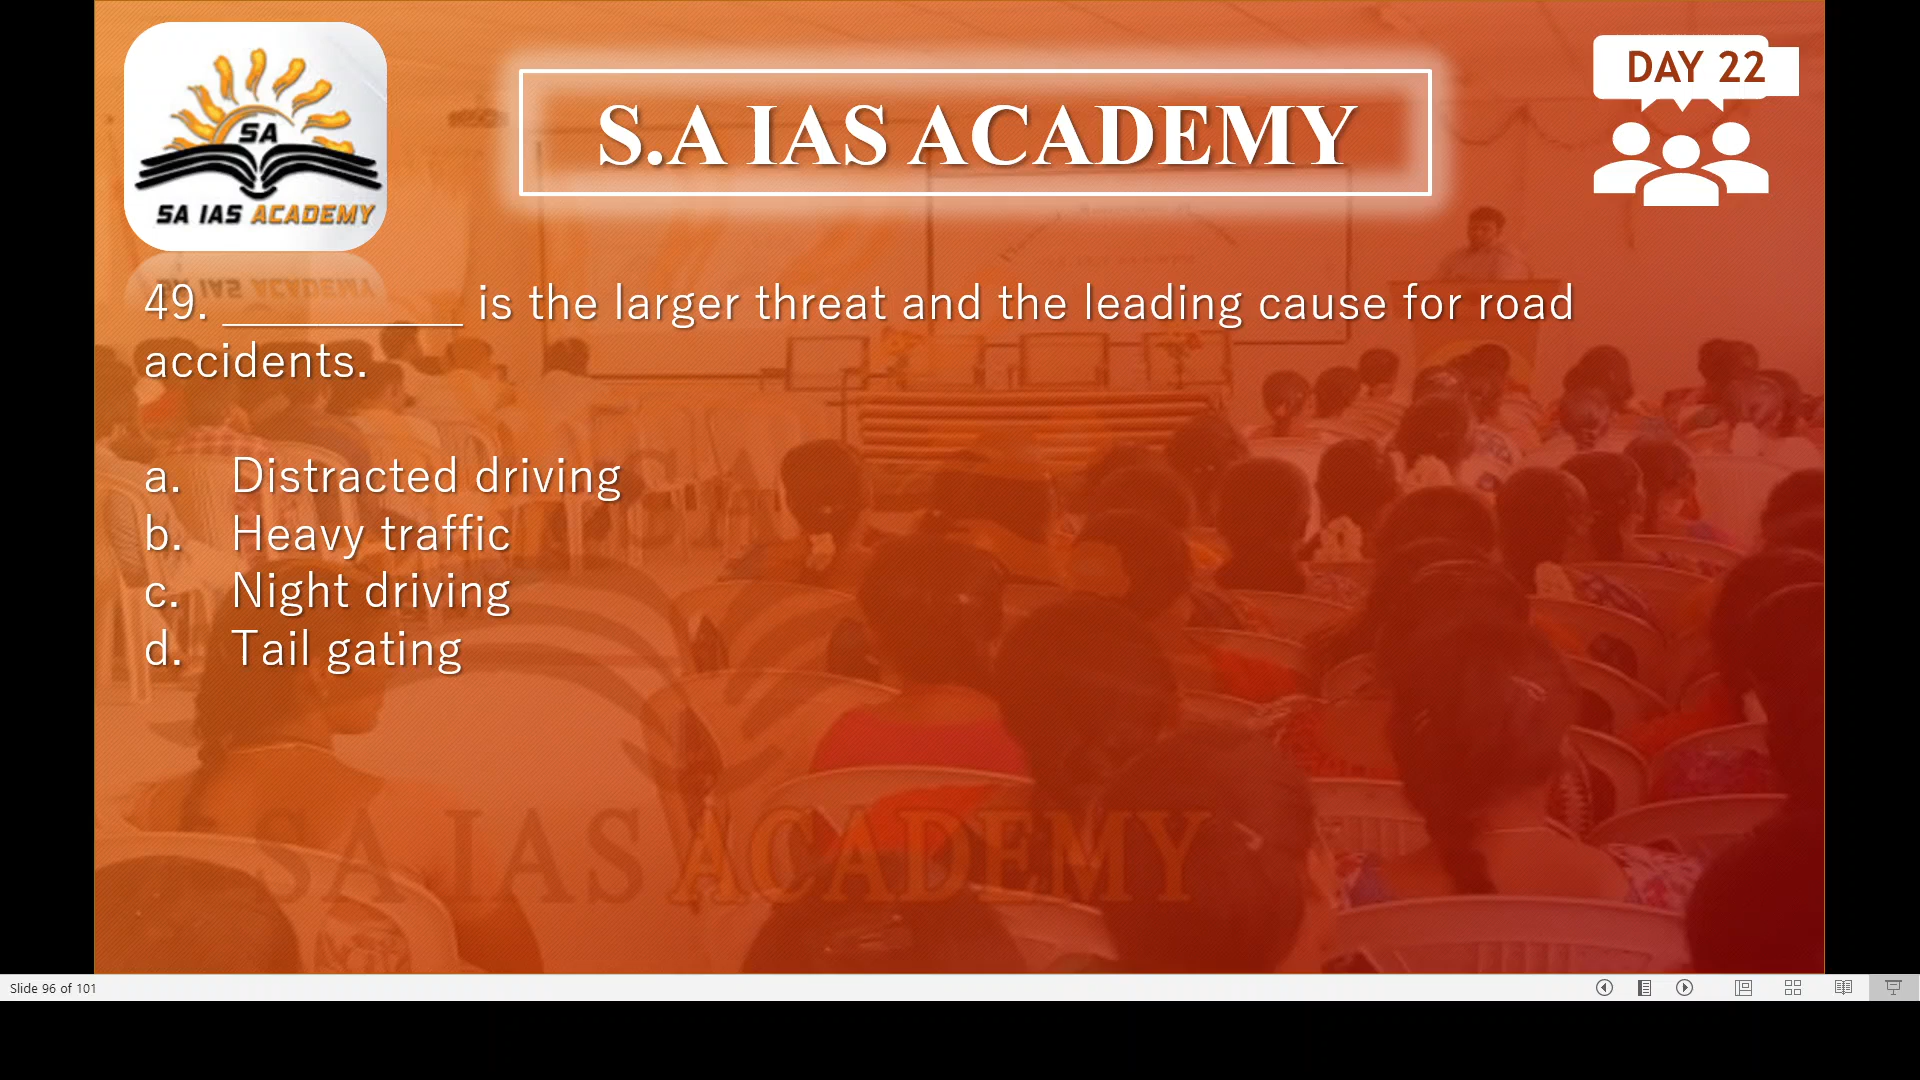 DAY 22
S.A IAS ACADEMY
SA
SA IAS ACADEMY
49. __________ is the larger threat and the leading cause for road
accidents.
a. Distracted driving
b. Heavy traffic
c. Night driving
d. Tail gating
SA IAS ACADEMY
Slide 96 of 101